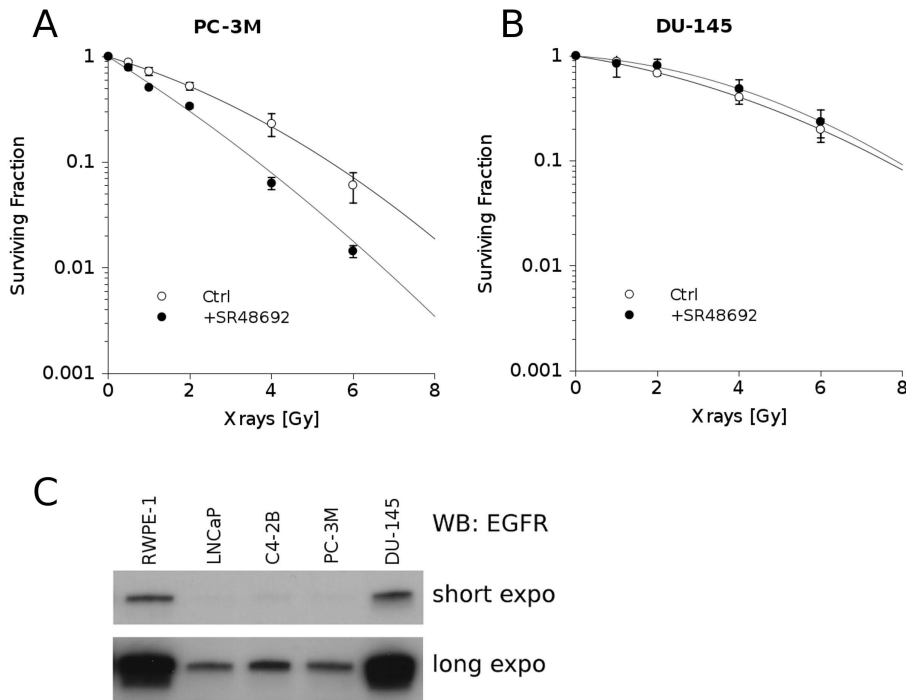 A
PC-3M
1
0.1
0.01
0.001
Surviving Fraction
Ctrl
+SR48692
0
2
4
6
8
X rays [Gy]
B
DU-145
1
0.1
0.01
0.001
Surviving Fraction
Ctrl
+SR48692
0
2
4
6
8
X rays [Gy]
C
RWPE-1
LNCaP
C4-2B
PC-3M
DU-145
WB: EGFR
short expo
long expo